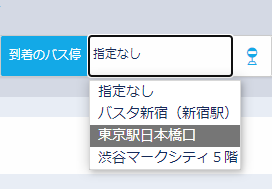 到着のバス停
指定なし
指定なし
バスタ新宿（新宿駅）
東京駅日本橋口
渋谷マークシティ５階